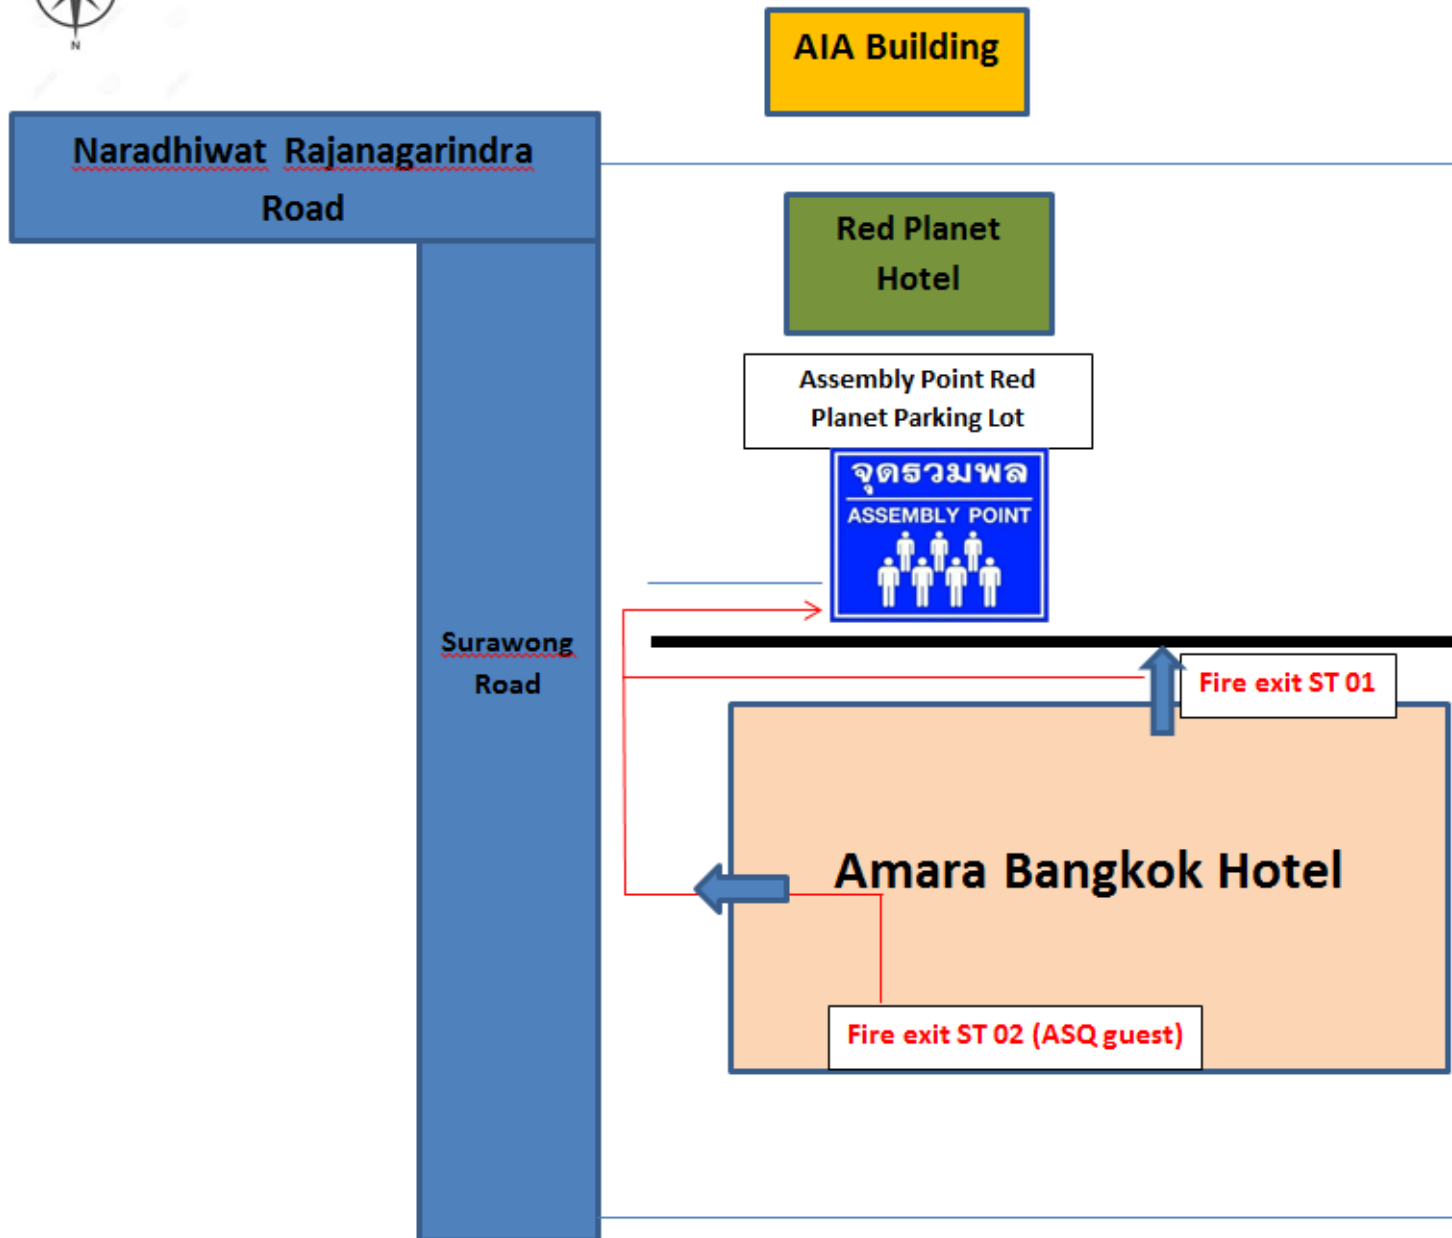 N
AIA Building
Naradhiwat Rajanagarindra
Road
Red Planet
Hotel
Assembly Point Red
Planet Parking Lot
จุดรวมพล
ASSEMBLY POINT
Surawong
Road
Fire exit ST 01
Amara Bangkok Hotel
Fire exit ST 02 (ASQ guest)